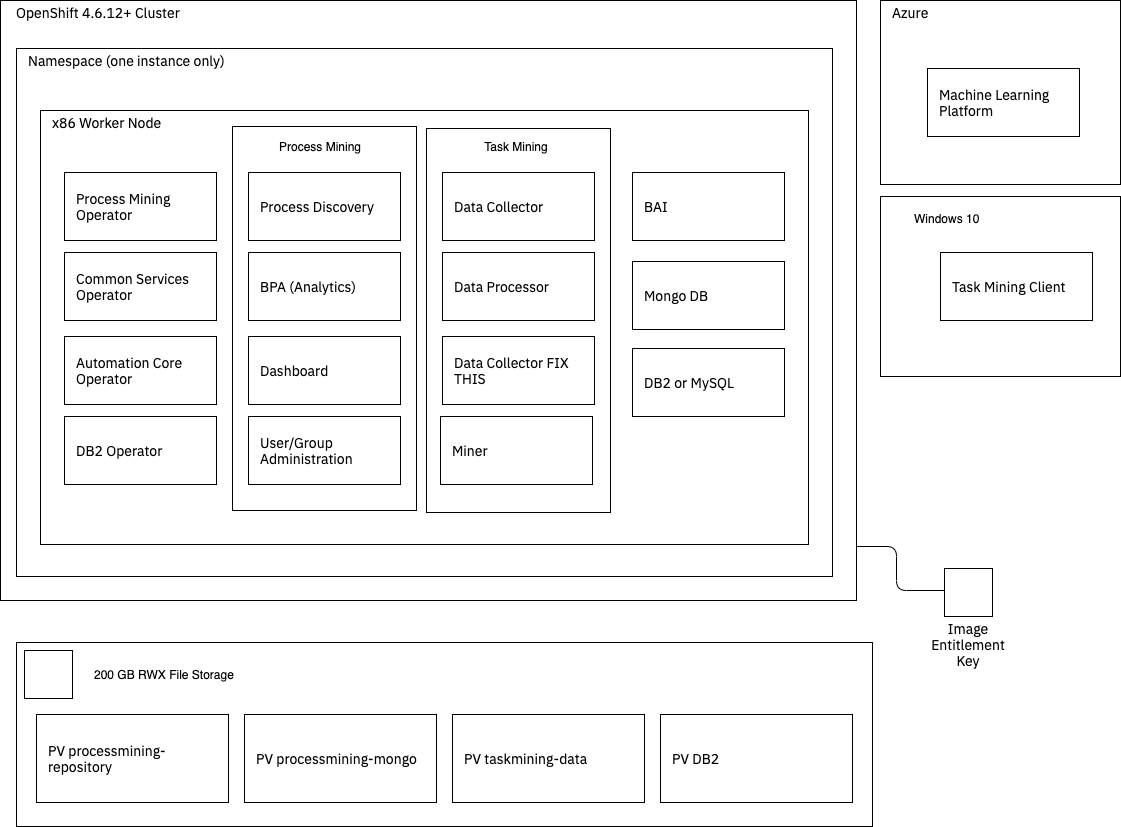 OpenShift 4.6.12+ Cluster
Namespace (one instance only)
x86 Worker Node
Process Mining
Operator
Common Services
Operator
Automation Core
Operator
DB2 Operator
Process Mining
Process Discovery
BPA (Analytics)
Dashboard
User/Group
Administration
Task Mining
Data Collector
Data Processor
Data Collector FIX
THIS
Miner
BAI
Mongo DB
DB2 or MySQL
Azure
Machine Learning
Platform
Windows 10
Task Mining Client
Image
Entitlement
Key
200 GB RWX File Storage
PV processmining-
repository
PV processmining-mongo
PV taskmining-data
PV DB2